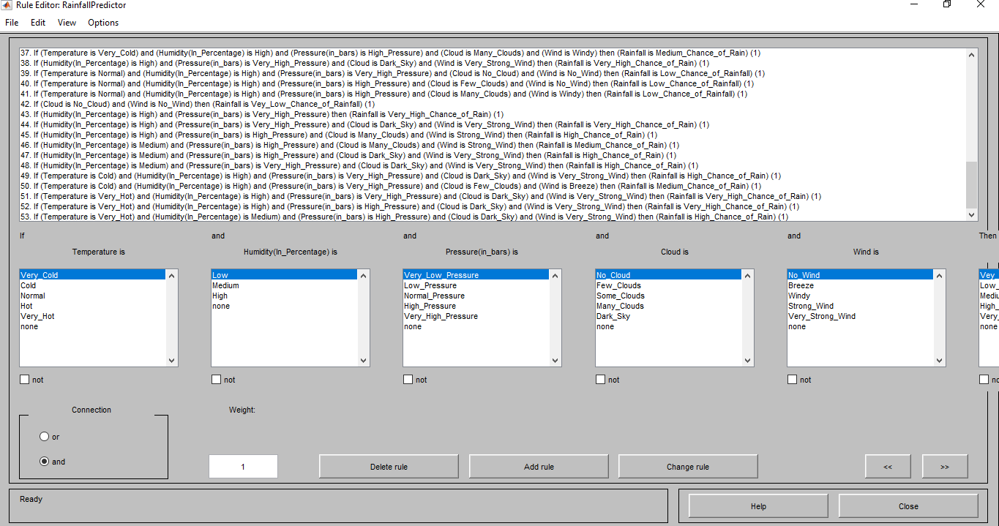 Rule Editor: RainfallPredictor
File Edit View Options
37. If (Temperature is Very_Cold) and (Humidity(In_Percentage) is High) and (Pressure(in_bars) is High_Pressure) and (Cloud is Many_Clouds) and (Wind is Windy) then (Rainfall is Medium_Chance_of_Rain) (1)
38. If (Humidity(In_Percentage) is High) and (Pressure(in_bars) is Very_High_Pressure) and (Cloud is Dark_Sky) and (Wind is Very_Strong_Wind) then (Rainfall is Very_High_Chance_of_Rain) (1)
39. If (Temperature is Normal) and (Humidity(In_Percentage) is High) and (Pressure(in_bars) is Very_High_Pressure) and (Cloud is No_Cloud) and (Wind is No_Wind) then (Rainfall is Low_Chance_of_Rainfall) (1)
40. If (Temperature is Normal) and (Humidity(In_Percentage) is High) and (Pressure(in_bars) is High_Pressure) and (Cloud is Few_Clouds) and (Wind is No_Wind) then (Rainfall is Low_Chance_of_Rainfall) (1)
41. If (Temperature is Normal) and (Humidity(In_Percentage) is High) and (Pressure(in_bars) is High_Pressure) and (Cloud is Many_Clouds) and (Wind is Windy) then (Rainfall is Low_Chance_of_Rainfall) (1)
42. If (Cloud is No_Cloud) and (Wind is No_Wind) then (Rainfall is Vey_Low_Chance_of_Rainfall) (1)
43. If (Humidity(In_Percentage) is High) and (Pressure(in_bars) is Very_High_Pressure) then (Rainfall is Very_High_Chance_of_Rain) (1)
44. If (Humidity(In_Percentage) is High) and (Pressure(in_bars) is Very_High_Pressure) and (Cloud is Dark_Sky) and (Wind is Very_Strong_Wind) then (Rainfall is Very_High_Chance_of_Rain) (1)
45. If (Humidity(In_Percentage) is High) and (Pressure(in_bars) is High_Pressure) and (Cloud is Many_Clouds) and (Wind is Strong_Wind) then (Rainfall is High_Chance_of_Rain) (1)
46. If (Humidity(In_Percentage) is Medium) and (Pressure(in_bars) is High_Pressure) and (Cloud is Many_Clouds) and (Wind is Strong_Wind) then (Rainfall is Medium_Chance_of_Rain) (1)
47. If (Humidity(In_Percentage) is Medium) and (Pressure(in_bars) is High_Pressure) and (Cloud is Dark_Sky) and (Wind is Very_Strong_Wind) then (Rainfall is High_Chance_of_Rain) (1)
48. If (Humidity(In_Percentage) is Medium) and (Pressure(in_bars) is Very_High_Pressure) and (Cloud is Dark_Sky) and (Wind is Very_Strong_Wind) then (Rainfall is High_Chance_of_Rain) (1)
49. If (Temperature is Cold) and (Humidity(In_Percentage) is High) and (Pressure(in_bars) is Very_High_Pressure) and (Cloud is Dark_Sky) and (Wind is Very_Strong_Wind) then (Rainfall is High_Chance_of_Rain) (1)
50. If (Temperature is Cold) and (Humidity(In_Percentage) is High) and (Pressure(in_bars) is Very_High_Pressure) and (Cloud is Few_Clouds) and (Wind is Breeze) then (Rainfall is Medium_Chance_of_Rain) (1)
51. If (Temperature is Very_Hot) and (Humidity(In_Percentage) is High) and (Pressure(in_bars) is Very_High_Pressure) and (Cloud is Dark_Sky) and (Wind is Very_Strong_Wind) then (Rainfall is Very_High_Chance_of_Rain) (1)
52. If (Temperature is Very_Hot) and (Humidity(In_Percentage) is High) and (Pressure(in_bars) is High_Pressure) and (Cloud is Dark_Sky) and (Wind is Very_Strong_Wind) then (Rainfall is Very_High_Chance_of_Rain) (1)
53. If (Temperature is Very_Hot) and (Humidity(In_Percentage) is Medium) and (Pressure(in_bars) is High_Pressure) and (Cloud is Dark_Sky) and (Wind is Very_Strong_Wind) then (Rainfall is High_Chance_of_Rain) (1)
If and and and and Then
Temperature is Humidity(In_Percentage) is Pressure(in_bars) is Cloud is Wind is
Very_Cold Low Very_Low_Pressure No_Cloud No_Wind Vey
Cold Medium Low_Pressure Few_Clouds Breeze Low_
Normal High Normal_Pressure Some_Clouds Windy
Hot none High_Pressure Many_Clouds Strong_Wind High_
Very_Hot Very_High_Pressure Dark_Sky Very_Strong_Wind Very_
none none none none none
not not not not not
Connection Weight:
or
and 1 Delete rule Add rule Change rule << >>
Ready Help Close